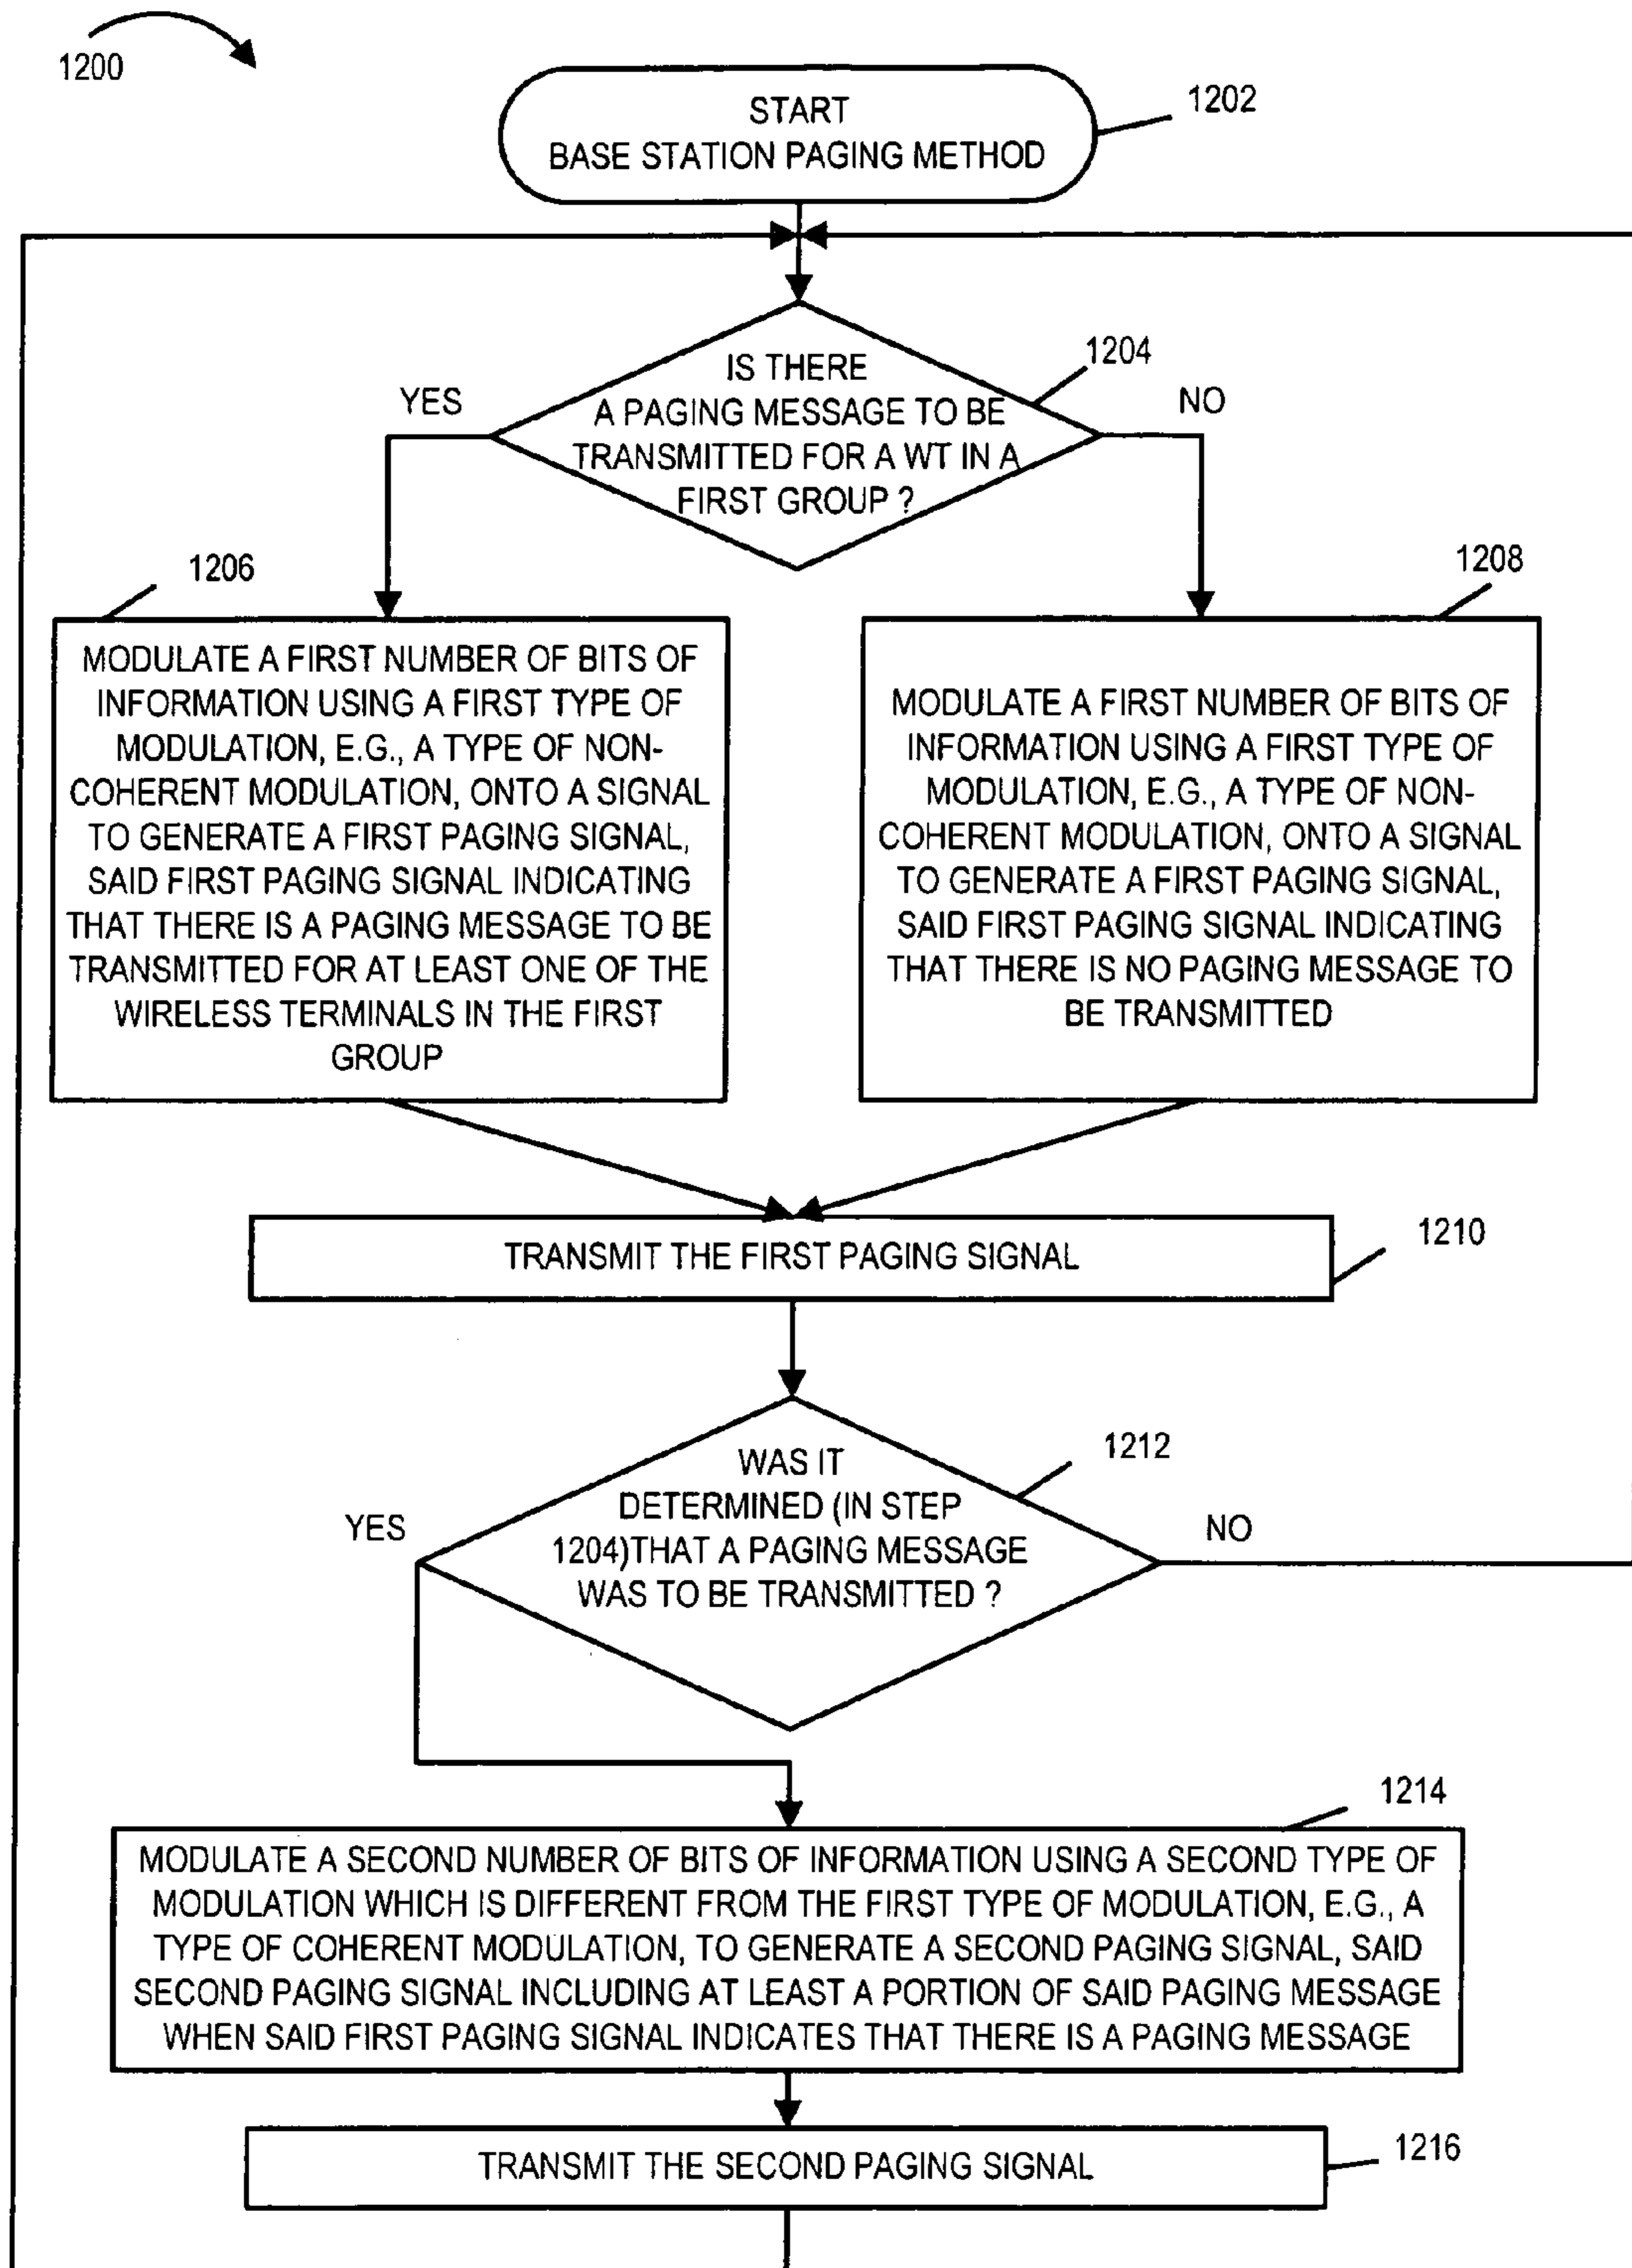 1200
START
BASE STATION PAGING METHOD
1202
IS THERE
A PAGING MESSAGE TO BE
TRANSMITTED FOR A WT IN A
FIRST GROUP ?
1204
YES
NO
1206
MODULATE A FIRST NUMBER OF BITS OF
INFORMATION USING A FIRST TYPE OF
MODULATION, E.G., A TYPE OF NON-
COHERENT MODULATION, ONTO A SIGNAL
TO GENERATE A FIRST PAGING SIGNAL,
SAID FIRST PAGING SIGNAL INDICATING
THAT THERE IS A PAGING MESSAGE TO BE
TRANSMITTED FOR AT LEAST ONE OF THE
WIRELESS TERMINALS IN THE FIRST
GROUP
1208
MODULATE A FIRST NUMBER OF BITS OF
INFORMATION USING A FIRST TYPE OF
MODULATION, E.G., A TYPE OF NON-
COHERENT MODULATION, ONTO A SIGNAL
TO GENERATE A FIRST PAGING SIGNAL,
SAID FIRST PAGING SIGNAL INDICATING
THAT THERE IS NO PAGING MESSAGE TO
BE TRANSMITTED
TRANSMIT THE FIRST PAGING SIGNAL
1210
WAS IT
DETERMINED (IN STEP
1204)THAT A PAGING MESSAGE
WAS TO BE TRANSMITTED ?
1212
YES
NO
1214
MODULATE A SECOND NUMBER OF BITS OF INFORMATION USING A SECOND TYPE OF
MODULATION WHICH IS DIFFERENT FROM THE FIRST TYPE OF MODULATION, E.G., A
TYPE OF COHERENT MODULATION, TO GENERATE A SECOND PAGING SIGNAL, SAID
SECOND PAGING SIGNAL INCLUDING AT LEAST A PORTION OF SAID PAGING MESSAGE
WHEN SAID FIRST PAGING SIGNAL INDICATES THAT THERE IS A PAGING MESSAGE
TRANSMIT THE SECOND PAGING SIGNAL
1216